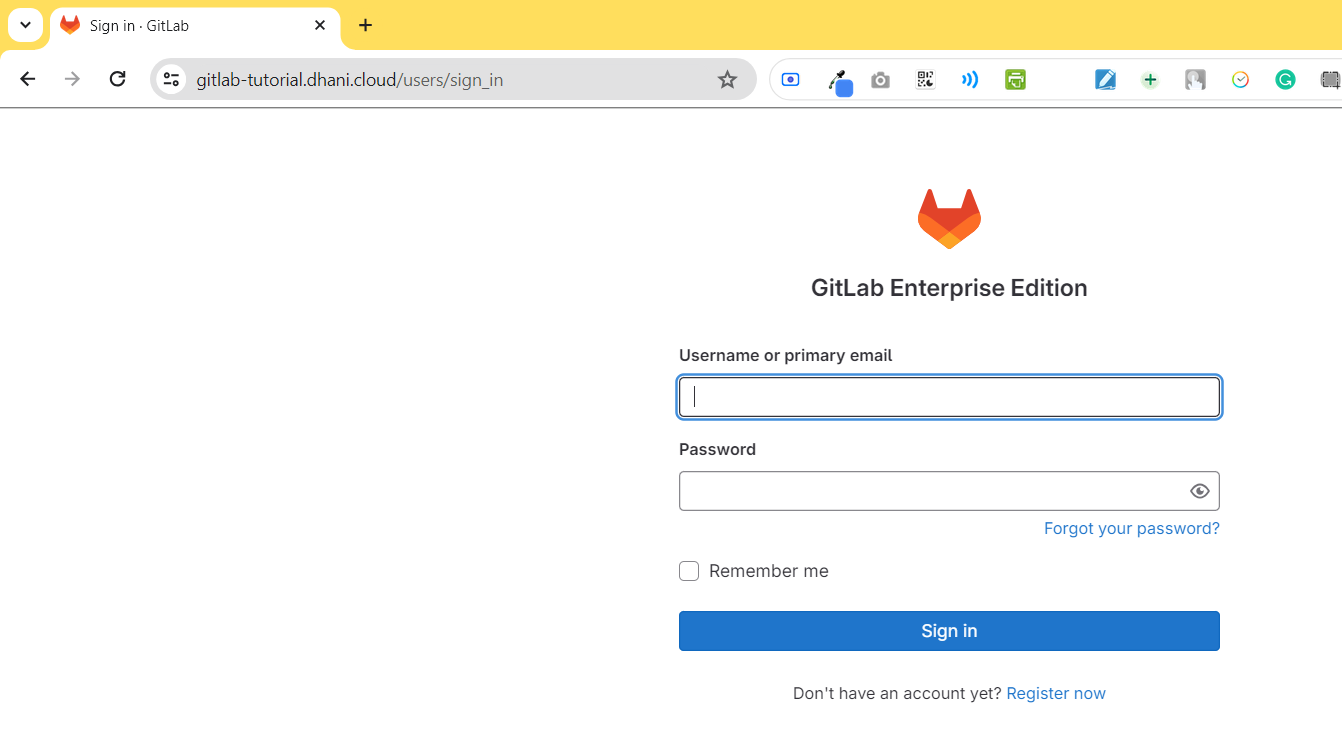 Sign in · GitLab
gitlab-tutorial.dhani.cloud/users/sign_in
GitLab Enterprise Edition
Username or primary email
Password
Forgot your password?
Remember me
Sign in
Don't have an account yet? Register now